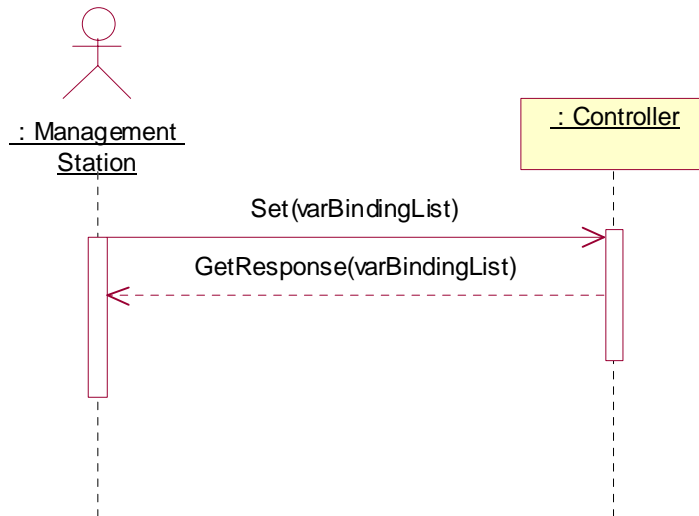 : Management
Station
: Controller
Set(varBindingList)
GetResponse(varBindingList)